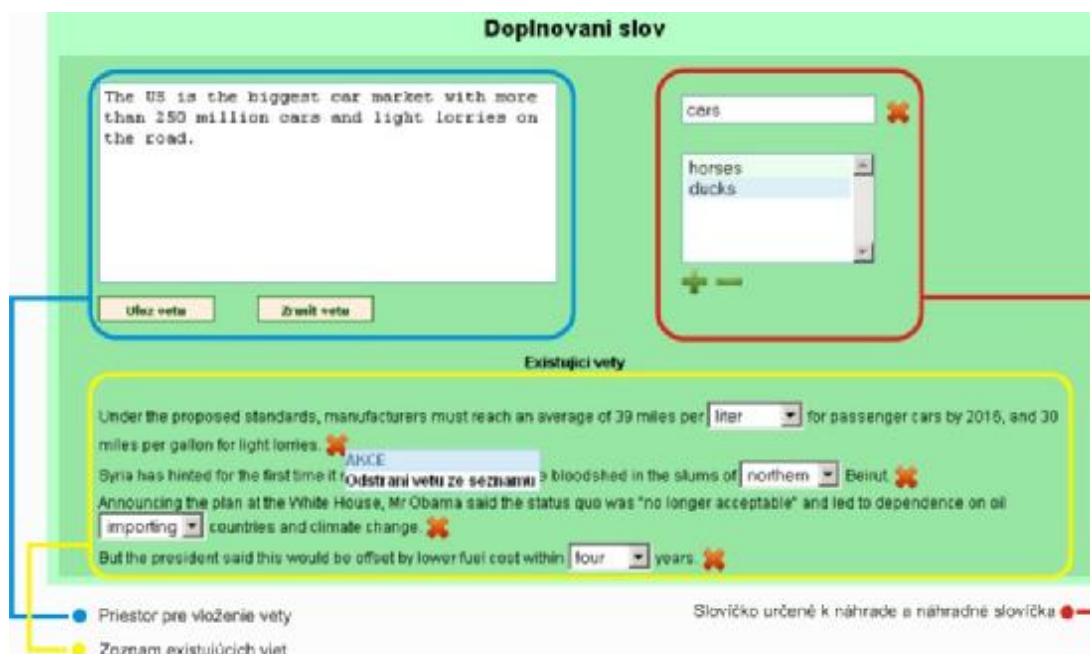 Doplnovani slov
The US is the biggest car market with more
than 250 million cars and light lorries on
the road.
cars
horses
ducks
Uloz vetu
Zrusit vetu
Existujici vety
Under the proposed standards, manufacturers must reach an average of 39 miles per liter for passenger cars by 2016, and 30
miles per gallon for light lorries.
AKCE
Syria has hinted for the first time it Odstrani vetu ze seznamu bloodshed in the slums of northern Beirut
Announcing the plan at the White House, Mr Obama said the status quo was "no longer acceptable" and led to dependence on oil
importing countries and climate change.
But the president said this would be offset by lower fuel cost within four years.
Priestor pre vloženie vety
Slovíčko určené k náhrade a náhradné slovíčka
Zoznam existujúcich viet